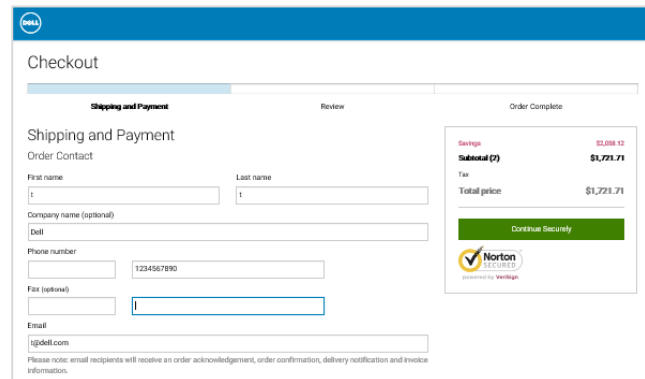 DELL
Checkout
Shipping and Payment Review Order Complete
Shipping and Payment
Order Contact
First name Last name
t t
Company name (optional)
Dell
Phone number
1234567890
Fax (optional)
Email
t@dell.com
Please note: email recipients will receive an order acknowledgement, order confirmation, delivery notification and invoice
information.
Savings $2,058.12
Subtotal (2) $1,721.71
Tax
Total price $1,721.71
Continue Securely
Norton
SECURED
powered by VeriSign